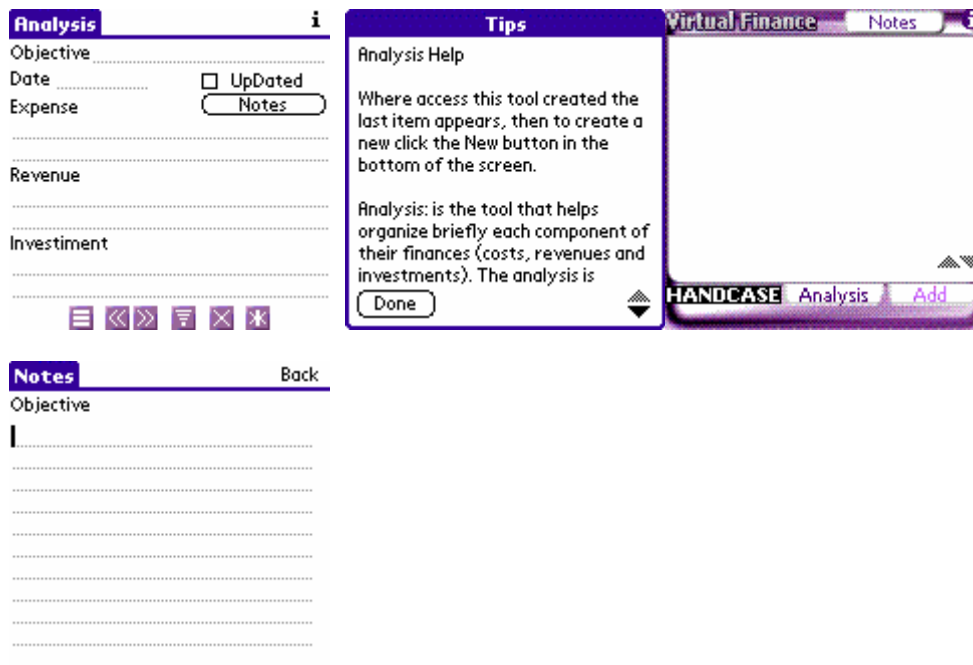 Analysis i
Objective
Date UpDated
Expense Notes
Revenue
Investiment
Tips
Analysis Help
Where access this tool created the
last item appears, then to create a
new click the New button in the
bottom of the screen.
Analysis: is the tool that helps
organize briefly each component of
their finances (costs, revenues and
investments). The analysis is
Done
Virtual Finance Notes i
HANDCASE Analysis Add
Notes Back
Objective